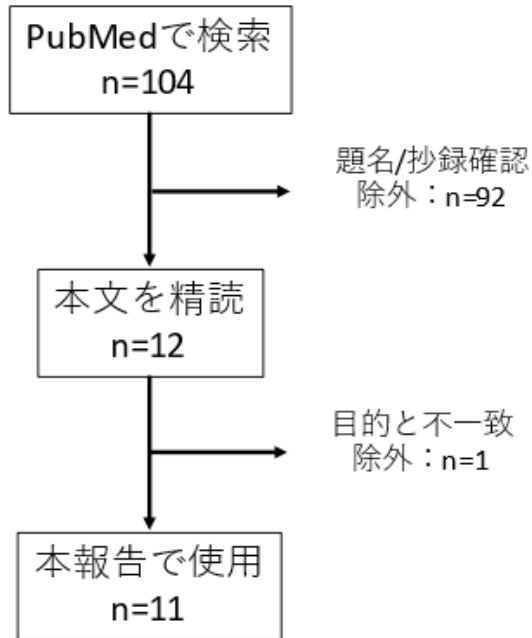 PubMedで検索
n=104
題名/抄録確認
除外：n=92
本文を精読
n=12
目的と不一致
除外：n=1
本報告で使用
n=11